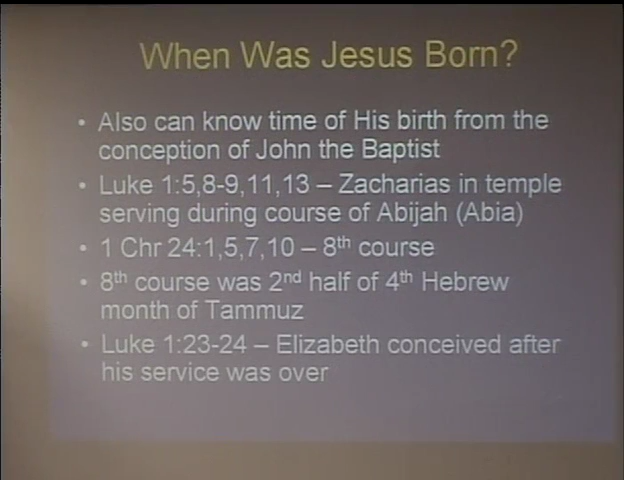 When Was Jesus Born?
• Also can know time of His birth from the
conception of John the Baptist
• Luke 1:5,8-9,11,13 – Zacharias in temple
serving during course of Abijah (Abia)
• 1 Chr 24:1,5,7,10 – 8th course
• 8th course was 2nd half of 4th Hebrew
month of Tammuz
• Luke 1:23-24 – Elizabeth conceived after
his service was over